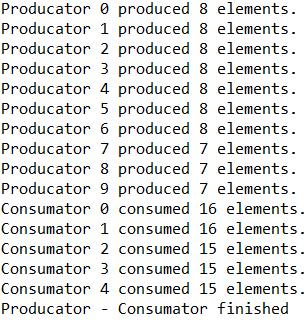 Producator 0 produced 8 elements.
Producator 1 produced 8 elements.
Producator 2 produced 8 elements.
Producator 3 produced 8 elements.
Producator 4 produced 8 elements.
Producator 5 produced 8 elements.
Producator 6 produced 8 elements.
Producator 7 produced 7 elements.
Producator 8 produced 7 elements.
Producator 9 produced 7 elements.
Consumator 0 consumed 16 elements.
Consumator 1 consumed 16 elements.
Consumator 2 consumed 15 elements.
Consumator 3 consumed 15 elements.
Consumator 4 consumed 15 elements.
Producator - Consumator finished